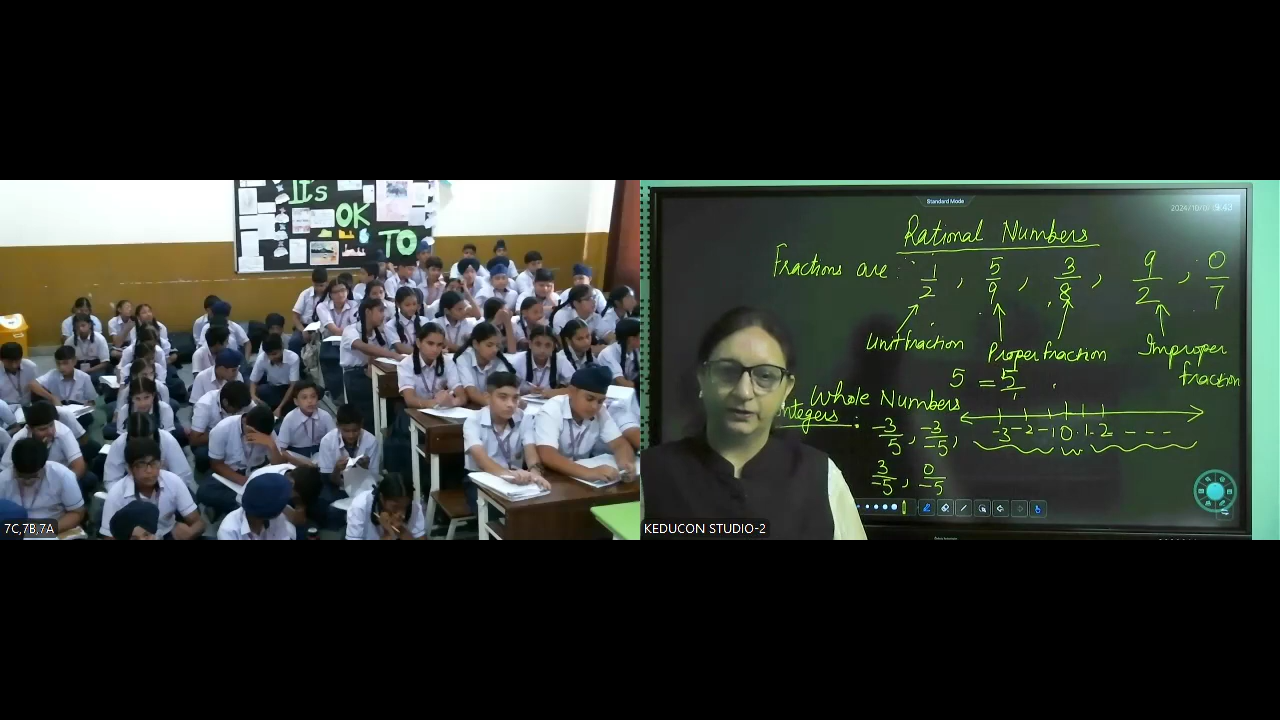 It's
OK
TO
7C,7B,7A
Standard Mode
Rational Numbers
Fractions are : 1/2 , 5/9 , 3/8 , 9/2 , 0/7
Unit fraction
Proper fraction
Improper fraction
5 = 5/1
Whole Numbers
-3 -2 -1 0 1 2 - - -
-3/5 , -3/-5 ,
3/-5 , 0/-5
KEDUCON STUDIO-2